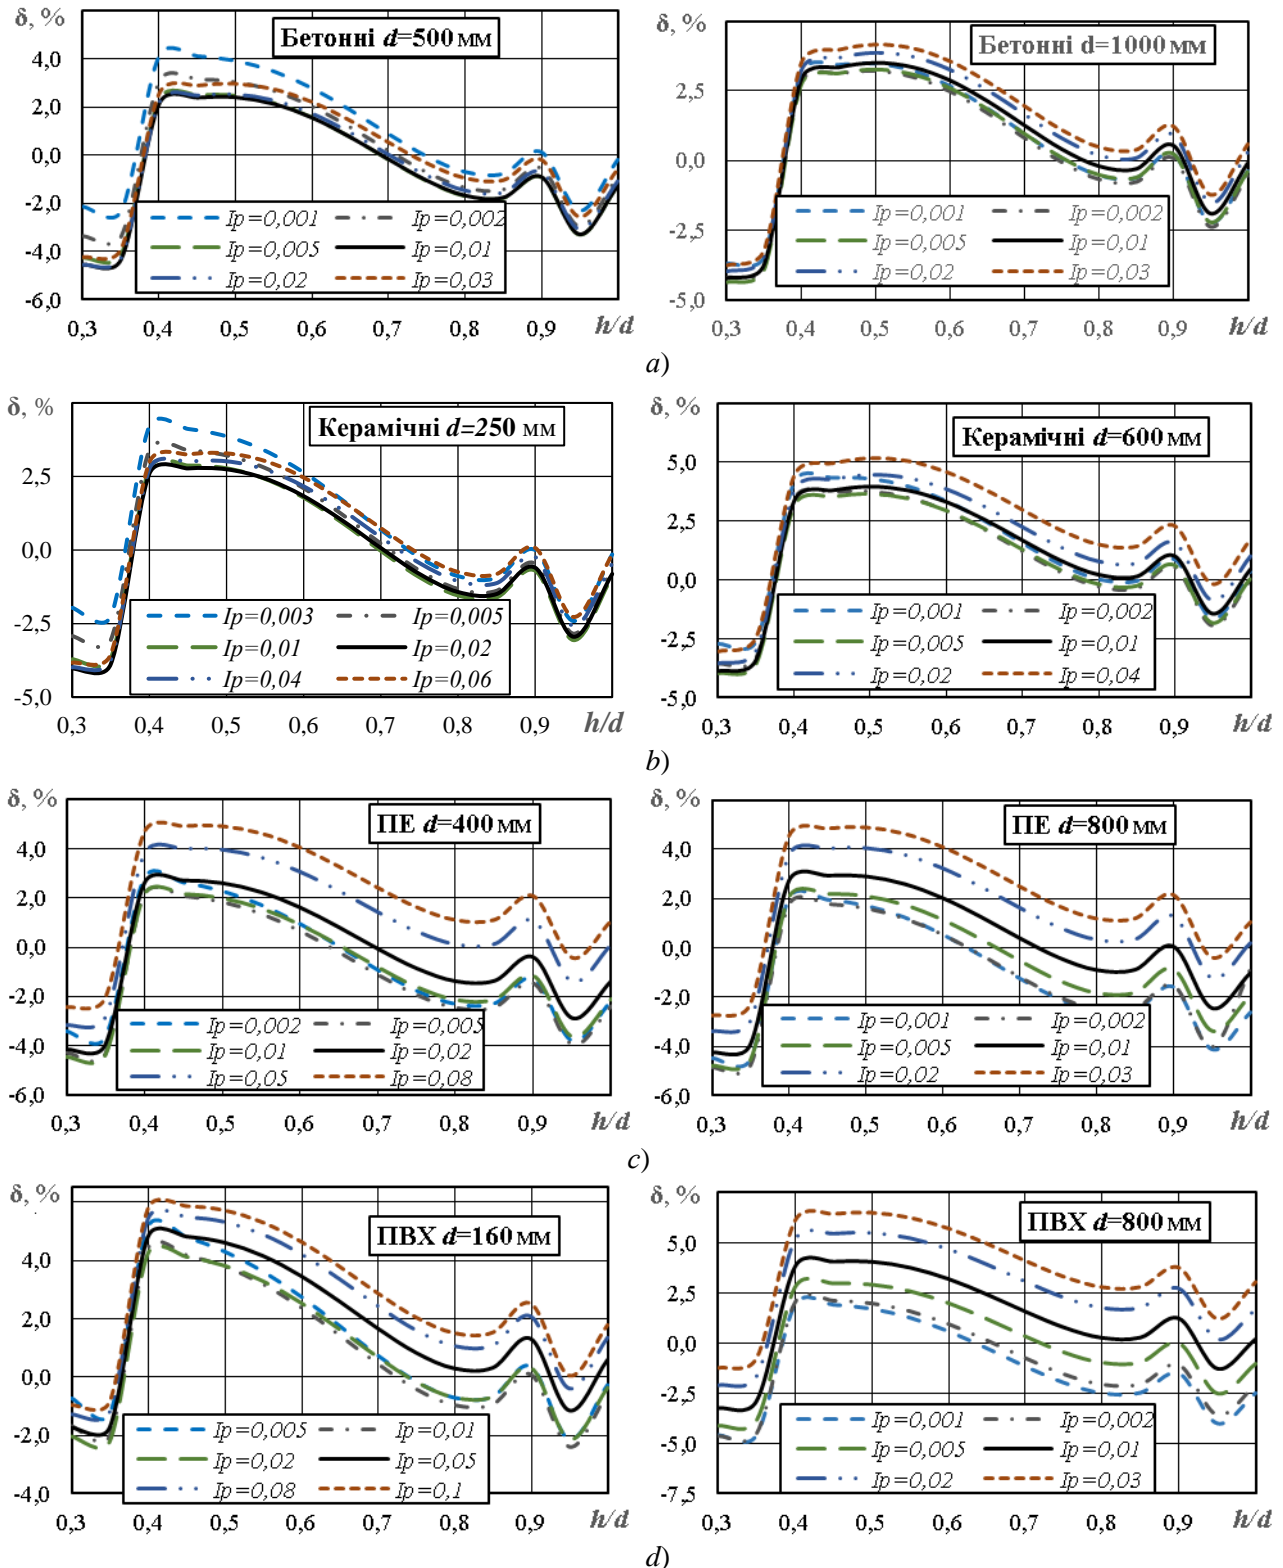 δ, %
Бетонні d=500 мм
4,0
2,0
0,0
-2,0
-4,0
-6,0
Ip=0,001 Ip=0,002
Ip=0,005 Ip=0,01
Ip=0,02 Ip=0,03
0,3 0,4 0,5 0,6 0,7 0,8 0,9 h/d
δ, %
Бетонні d=1000 мм
2,5
0,0
-2,5
-5,0
Ip=0,001 Ip=0,002
Ip=0,005 Ip=0,01
Ip=0,02 Ip=0,03
0,3 0,4 0,5 0,6 0,7 0,8 0,9 h/d
a)
δ, %
Керамічні d=250 мм
2,5
0,0
-2,5
-5,0
Ip=0,003 Ip=0,005
Ip=0,01 Ip=0,02
Ip=0,04 Ip=0,06
0,3 0,4 0,5 0,6 0,7 0,8 0,9 h/d
δ, %
Керамічні d=600 мм
5,0
2,5
0,0
-2,5
-5,0
Ip=0,001 Ip=0,002
Ip=0,005 Ip=0,01
Ip=0,02 Ip=0,04
0,3 0,4 0,5 0,6 0,7 0,8 0,9 h/d
b)
δ, %
ПЕ d=400 мм
4,0
2,0
0,0
-2,0
-4,0
-6,0
Ip=0,002 Ip=0,005
Ip=0,01 Ip=0,02
Ip=0,05 Ip=0,08
0,3 0,4 0,5 0,6 0,7 0,8 0,9 h/d
δ, %
ПЕ d=800 мм
4,0
2,0
0,0
-2,0
-4,0
-6,0
Ip=0,001 Ip=0,002
Ip=0,005 Ip=0,01
Ip=0,02 Ip=0,03
0,3 0,4 0,5 0,6 0,7 0,8 0,9 h/d
c)
δ, %
ПВХ d=160 мм
4,0
2,0
0,0
-2,0
-4,0
Ip=0,005 Ip=0,01
Ip=0,02 Ip=0,05
Ip=0,08 Ip=0,1
0,3 0,4 0,5 0,6 0,7 0,8 0,9 h/d
δ, %
ПВХ d=800 мм
5,0
2,5
0,0
-2,5
-5,0
-7,5
Ip=0,001 Ip=0,002
Ip=0,005 Ip=0,01
Ip=0,02 Ip=0,03
0,3 0,4 0,5 0,6 0,7 0,8 0,9 h/d
d)